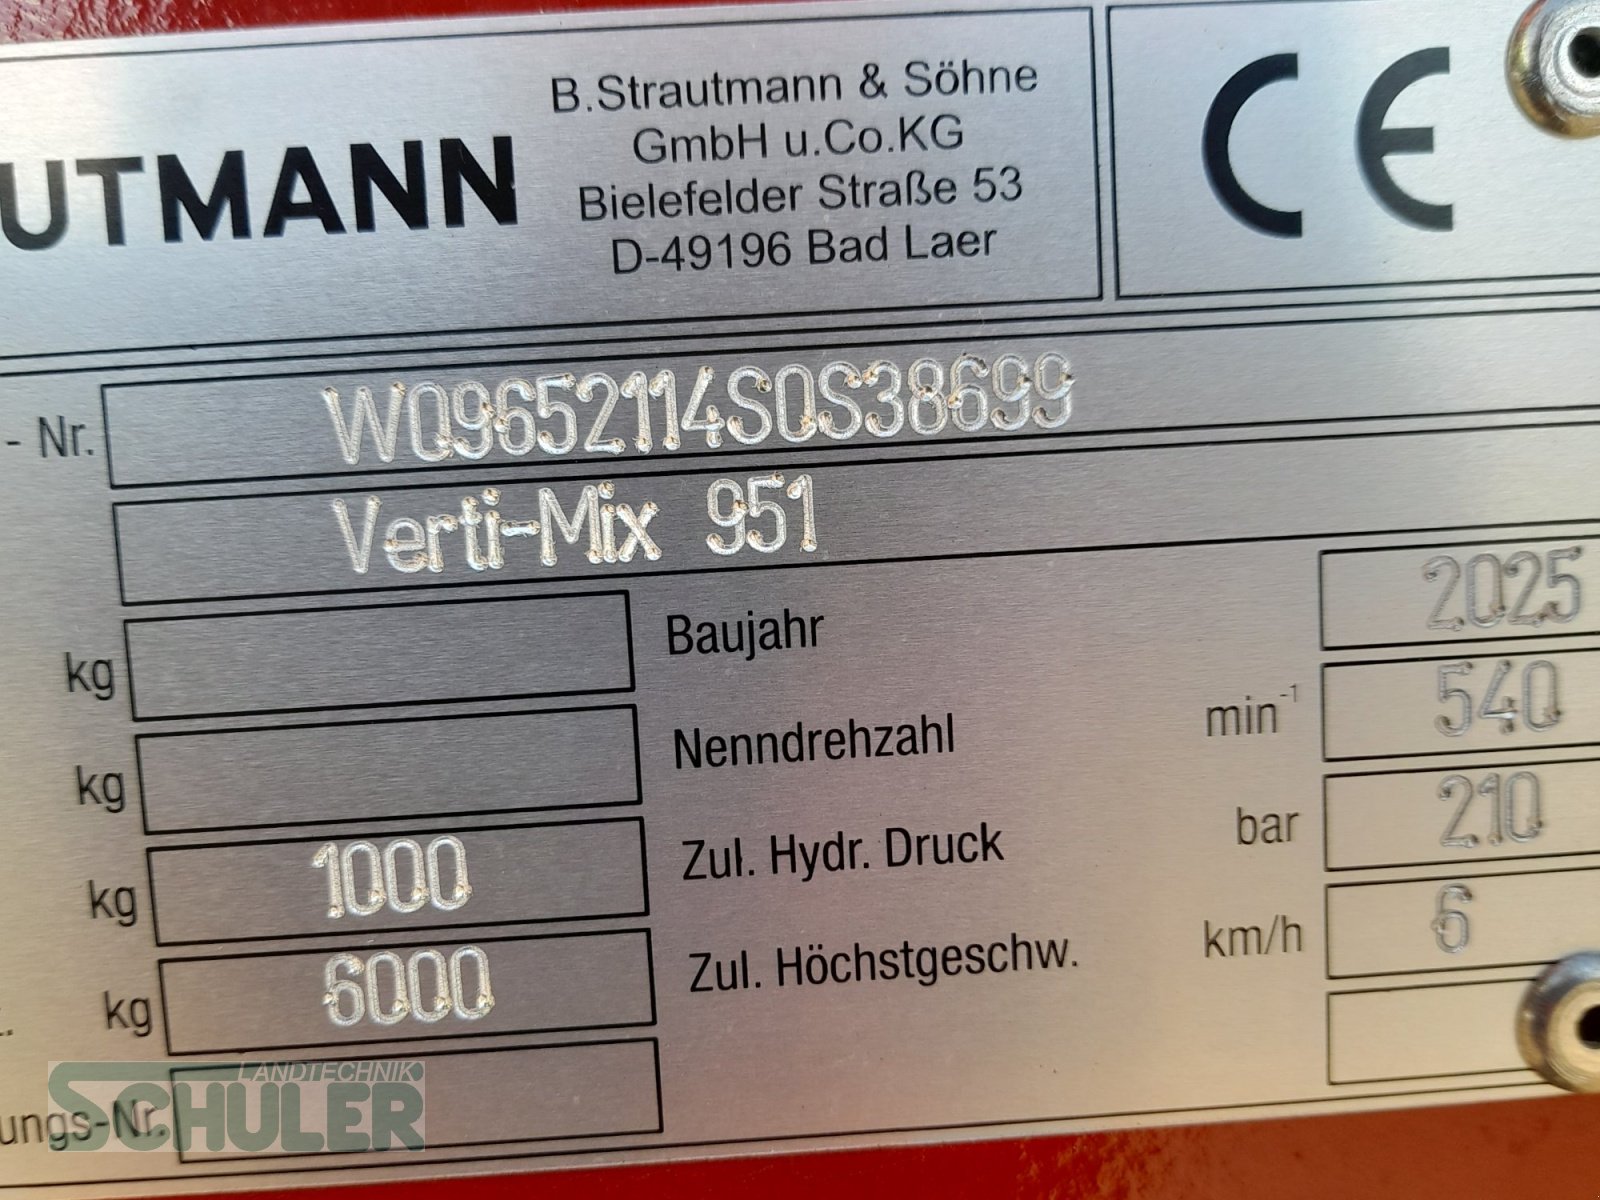 UTMANN
B.Strautmann & Söhne
GmbH u.Co.KG
Bielefelder Straße 53
D-49196 Bad Laer
CE
- Nr. WQ9652114S0S38699
Verti-Mix 951
kg
Baujahr 2025
kg
Nenndrehzahl min⁻¹ 540
kg 1000
Zul. Hydr. Druck bar 210
kg 6000
Zul. Höchstgeschw. km/h 6
ungs-Nr.
LANDTECHNIK
SCHULER